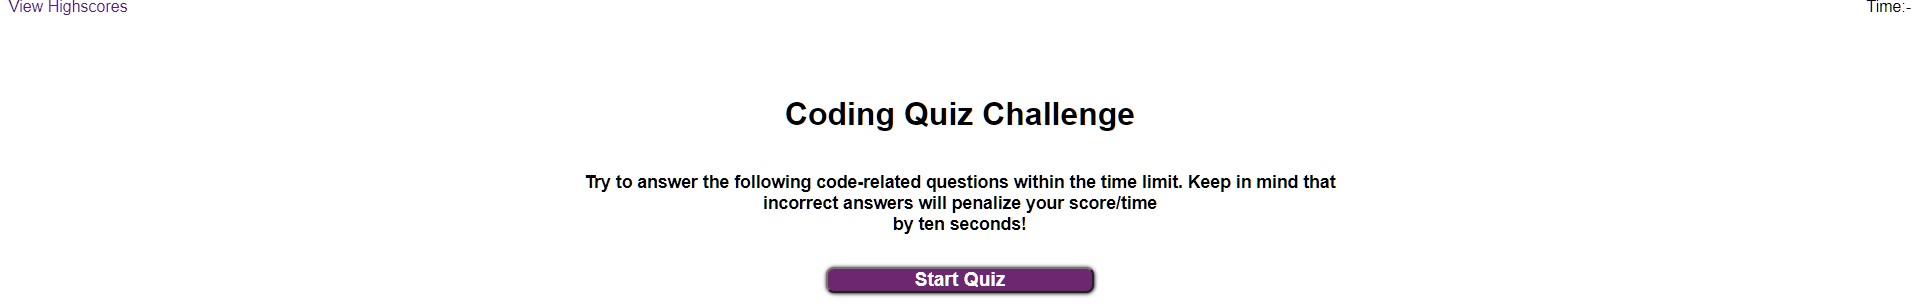 View Highscores
Time:-
Coding Quiz Challenge
Try to answer the following code-related questions within the time limit. Keep in mind that
incorrect answers will penalize your score/time
by ten seconds!
Start Quiz